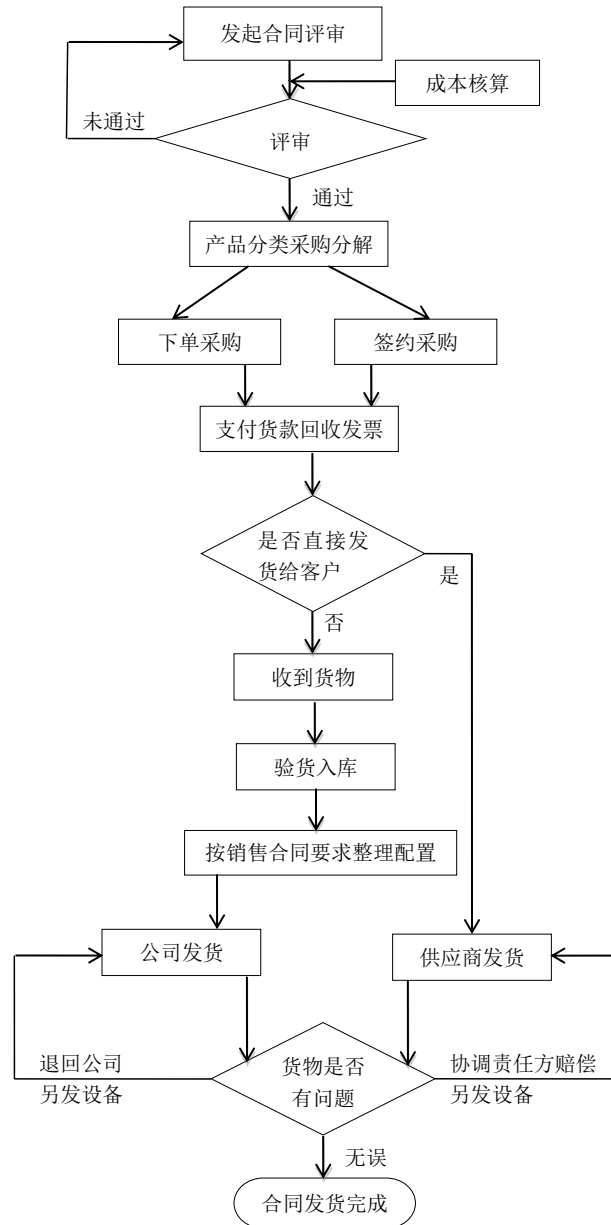 发起合同评审
成本核算
未通过
评审
通过
产品分类采购分解
下单采购
签约采购
支付货款回收发票
是否直接发
货给客户
是
否
收到货物
验货入库
按销售合同要求整理配置
公司发货
供应商发货
退回公司
另发设备
货物是否
有问题
协调责任方赔偿
另发设备
无误
合同发货完成